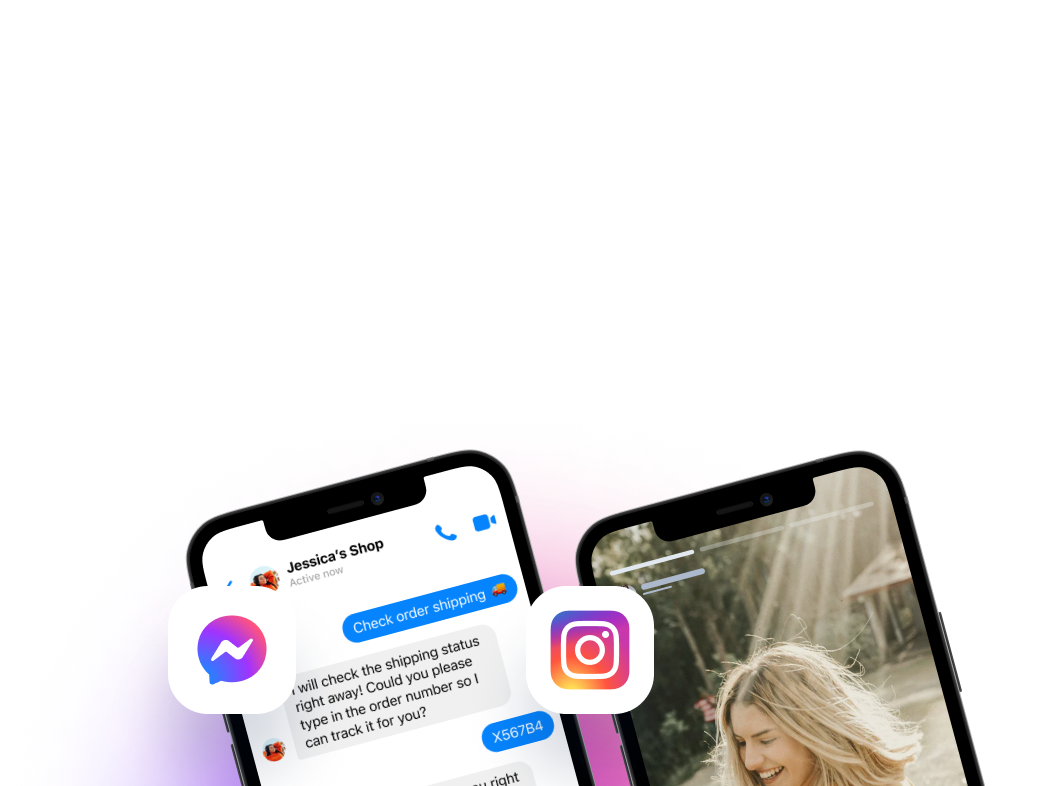 Jessica's Shop
Active now
Check order shipping 🚚
I will check the shipping status
right away! Could you please
type in the order number so I
can track it for you?
X567B4
right